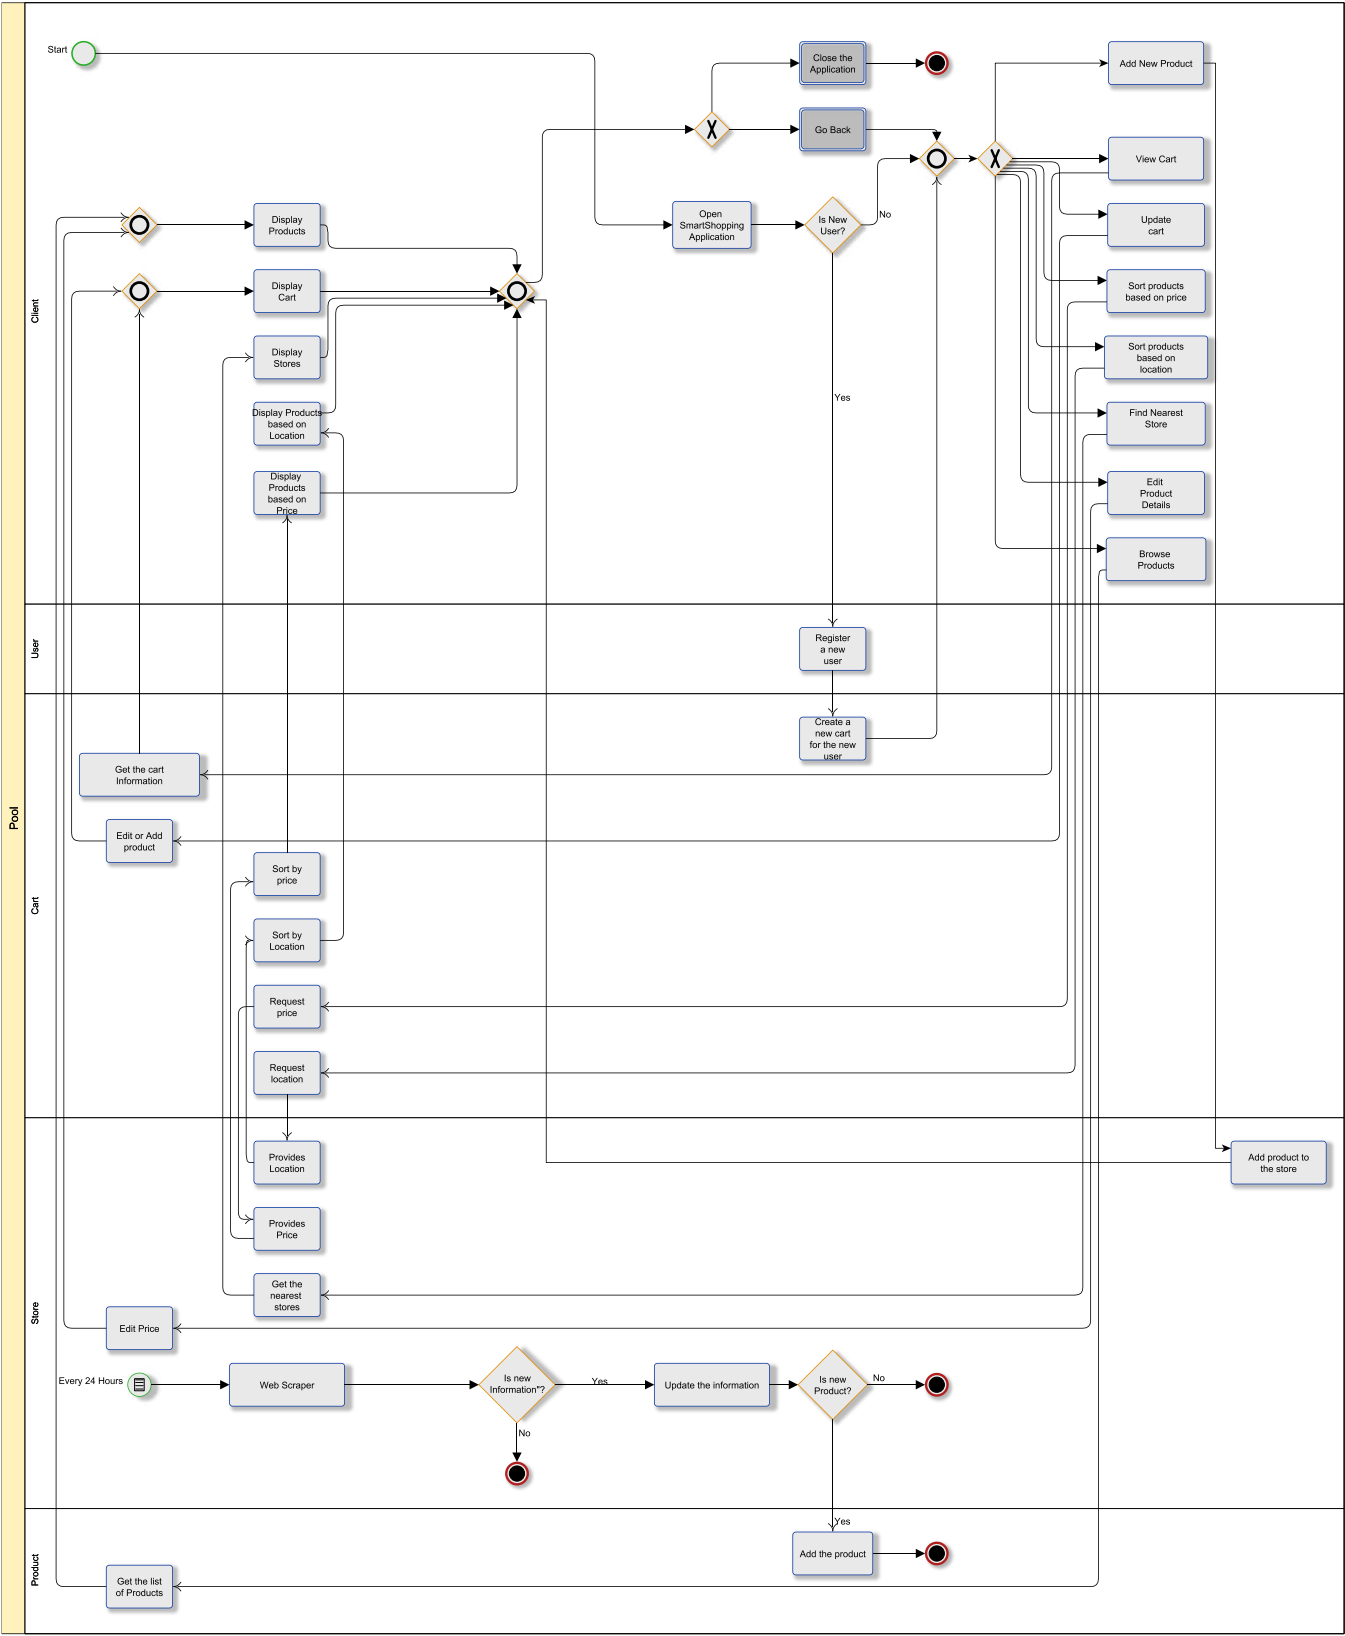 Start
Close the
Application
Add New Product
Go Back
View Cart
Display
Products
Open
SmartShopping
Application
Is New
User?
No
Update
cart
Client
Display
Cart
Sort products
based on price
Display
Stores
Sort products
based on
location
Yes
Display Products
based on
Location
Find Nearest
Store
Display
Products
based on
Price
Edit
Product
Details
Browse
Products
User
Register
a new
user
Create a
new cart
for the new
user
Get the cart
Information
Pool
Edit or Add
product
Sort by
price
Cart
Sort by
Location
Request
price
Request
location
Provides
Location
Add product to
the store
Provides
Price
Get the
nearest
stores
Store
Edit Price
Every 24 Hours
Web Scraper
Is new
Information"?
Yes
Update the information
Is new
Product?
No
No
Yes
Product
Add the product
Get the list
of Products